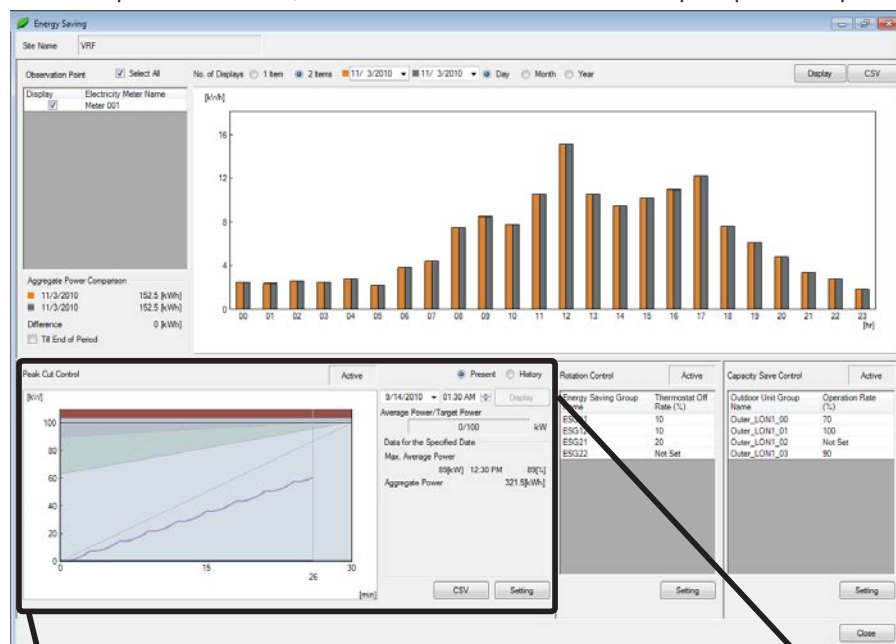 Energy Saving
Site Name VRF
Observation Point Select All No. of Displays 1 Item 2 Items 11/ 3/2010 11/ 3/2010 Day Month Year Display CSV
Display Electricity Meter Name
Meter 001
[kWh]
16
12
8
4
0
00 01 02 03 04 05 06 07 08 09 10 11 12 13 14 15 16 17 18 19 20 21 22 23
[hr]
Aggregate Power Comparison
11/3/2010 152.5 [kWh]
11/3/2010 152.5 [kWh]
Difference 0 [kWh]
Till End of Period
Peak Cut Control Active Present History
[kW]
100
80
60
40
20
0
0 15 30
26
[min]
9/14/2010 01:30 AM Display
Average Power/Target Power
0/100 kW
Data for the Specified Date
Max. Average Power
89[kW] 12:30 PM 89[%]
Aggregate Power 321.5[kWh]
CSV Setting
Rotation Control Active
Energy Saving Group Name Thermostat Off Rate (%)
10
ESG12 10
ESG21 20
ESG22 Not Set
Setting
Capacity Save Control Active
Outdoor Unit Group Name Operation Rate (%)
Outer_LON1_00 70
Outer_LON1_01 100
Outer_LON1_02 Not Set
Outer_LON1_03 90
Setting
Close